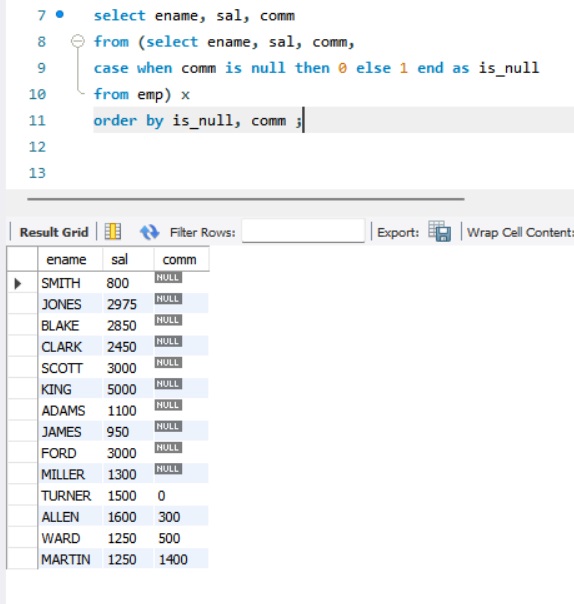 7 select ename, sal, comm
8 from (select ename, sal, comm,
9 case when comm is null then 0 else 1 end as is_null
10 from emp) x
11 order by is_null, comm ;
12
13
Result Grid Filter Rows: Export: Wrap Cell Content:
ename sal comm
SMITH 800 NULL
JONES 2975 NULL
BLAKE 2850 NULL
CLARK 2450 NULL
SCOTT 3000 NULL
KING 5000 NULL
ADAMS 1100 NULL
JAMES 950 NULL
FORD 3000 NULL
MILLER 1300 NULL
TURNER 1500 0
ALLEN 1600 300
WARD 1250 500
MARTIN 1250 1400